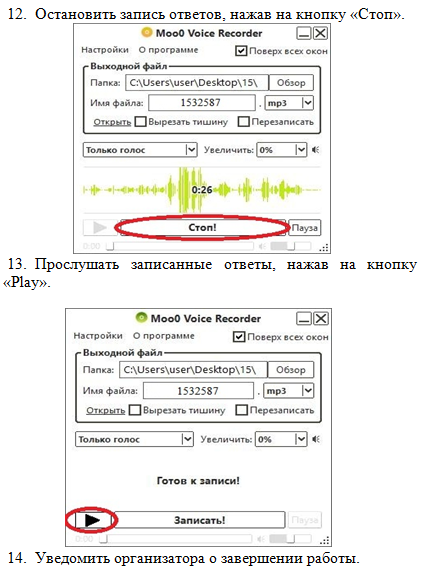 12. Остановить запись ответов, нажав на кнопку «Стоп».
Moo0 Voice Recorder
Настройки О программе Поверх всех окон
Выходной файл
Папка: C:\Users\user\Desktop\15\ Обзор
Имя файла: 1532587 . mp3
Открыть Вырезать тишину Перезаписать
Только голос Увеличить: 0%
0:26
Стоп! Пауза
0:00
13. Прослушать записанные ответы, нажав на кнопку
«Play».
Moo0 Voice Recorder
Настройки О программе Поверх всех окон
Выходной файл
Папка: C:\Users\user\Desktop\15\ Обзор
Имя файла: 1532587 . mp3
Открыть Вырезать тишину Перезаписать
Только голос Увеличить: 0%
Готов к записи!
Записать! Пауза
0:00
14. Уведомить организатора о завершении работы.